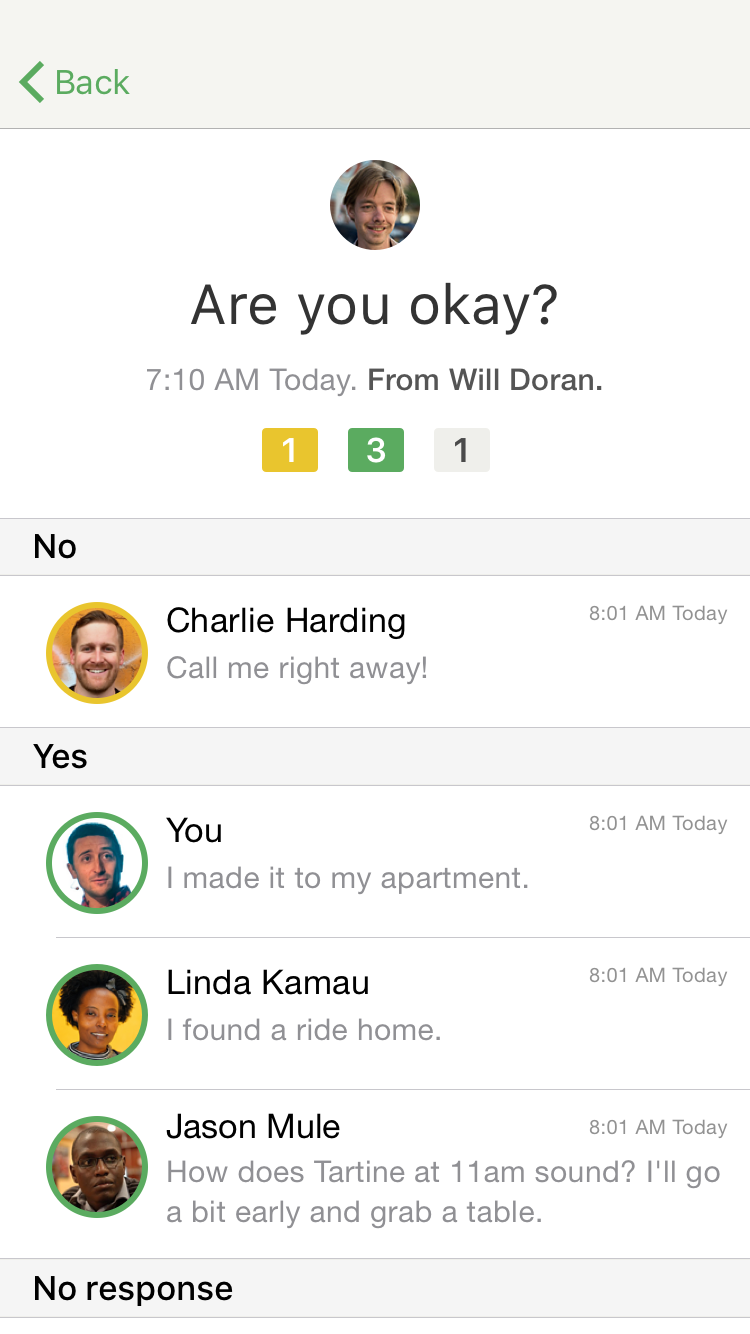 Back
Are you okay?
7:10 AM Today. From Will Doran.
1 3 1
No
Charlie Harding 8:01 AM Today
Call me right away!
Yes
You 8:01 AM Today
I made it to my apartment.
Linda Kamau 8:01 AM Today
I found a ride home.
Jason Mule 8:01 AM Today
How does Tartine at 11am sound? I'll go
a bit early and grab a table.
No response